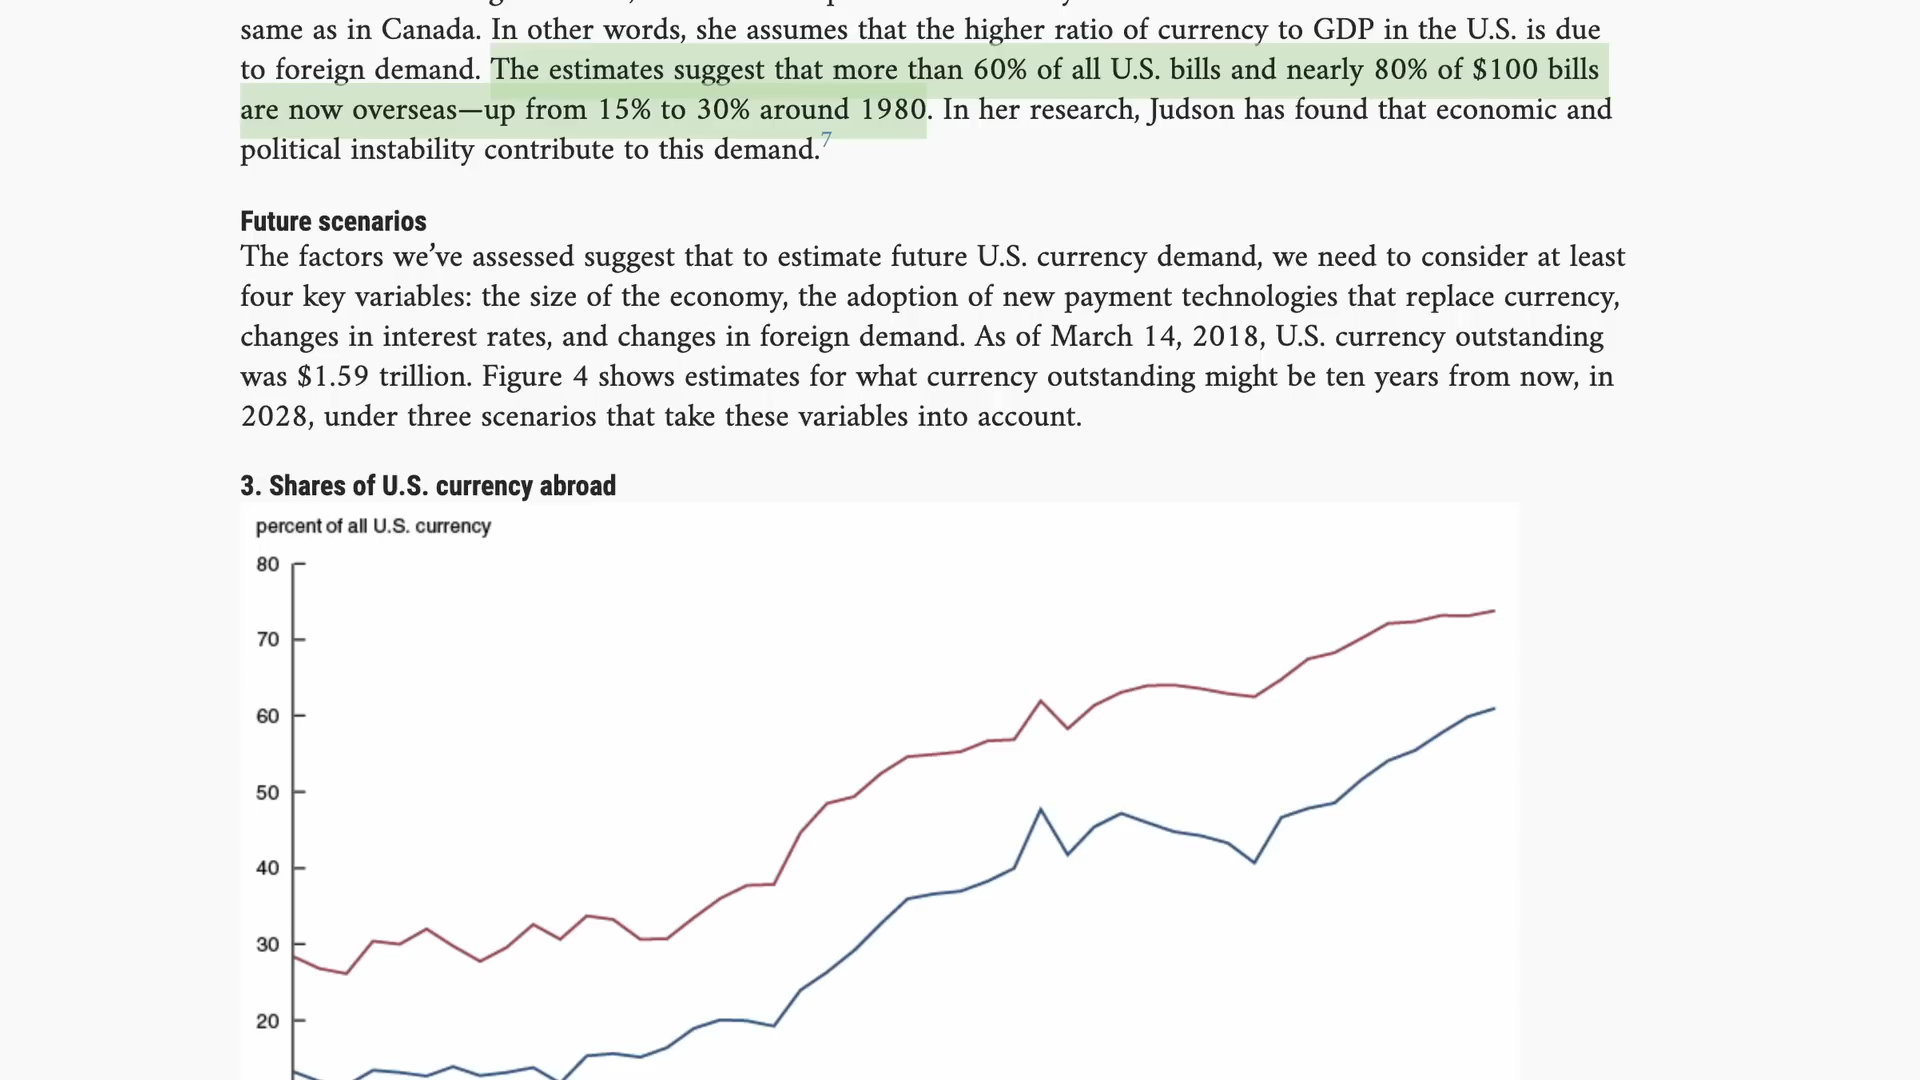 same as in Canada. In other words, she assumes that the higher ratio of currency to GDP in the U.S. is due
to foreign demand. The estimates suggest that more than 60% of all U.S. bills and nearly 80% of $100 bills
are now overseas—up from 15% to 30% around 1980. In her research, Judson has found that economic and
political instability contribute to this demand.7
Future scenarios
The factors we’ve assessed suggest that to estimate future U.S. currency demand, we need to consider at least
four key variables: the size of the economy, the adoption of new payment technologies that replace currency,
changes in interest rates, and changes in foreign demand. As of March 14, 2018, U.S. currency outstanding
was $1.59 trillion. Figure 4 shows estimates for what currency outstanding might be ten years from now, in
2028, under three scenarios that take these variables into account.
3. Shares of U.S. currency abroad
percent of all U.S. currency
80
70
60
50
40
30
20